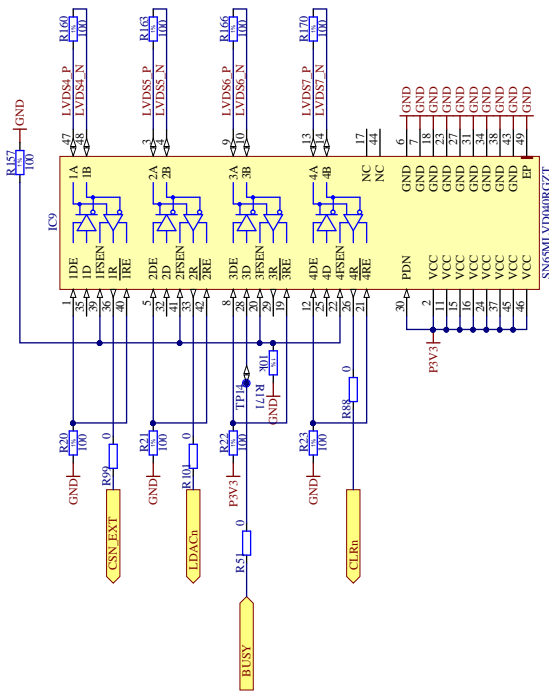 R160
1%
100
R163
1%
100
R166
1%
100
R170
1%
100
LVDS4_P
LVDS4_N
LVDS5_P
LVDS5_N
LVDS6_P
LVDS6_N
LVDS7_P
LVDS7_N
GND
GND
GND
GND
GND
GND
GND
GND
GND
GND
GND
R157
1%
100
47
48
3
4
9
10
13
14
17
44
6
7
18
23
27
31
34
38
43
49
IC9
1A
1B
2A
2B
3A
3B
4A
4B
NC
NC
GND
GND
GND
GND
GND
GND
GND
GND
GND
EP
1DE
1D
1FSEN
1R
1RE
2DE
2D
2FSEN
2R
2RE
3DE
3D
3FSEN
3R
3RE
4DE
4D
4FSEN
4R
4RE
PDN
VCC
VCC
VCC
VCC
VCC
VCC
VCC
VCC
SN65MLVD040RGZT
1
35
39
36
40
5
32
41
33
42
8
28
20
29
19
12
25
22
26
21
30
2
11
15
16
24
37
45
46
P3V3
TP14
10k
1%
R171
GND
R88
0
R20
1%
100
R21
1%
100
R22
1%
100
R23
1%
100
GND
R99
0
GND
R101
0
P3V3
GND
R51
0
CSN_EXT
LDACn
CLRn
BUSY